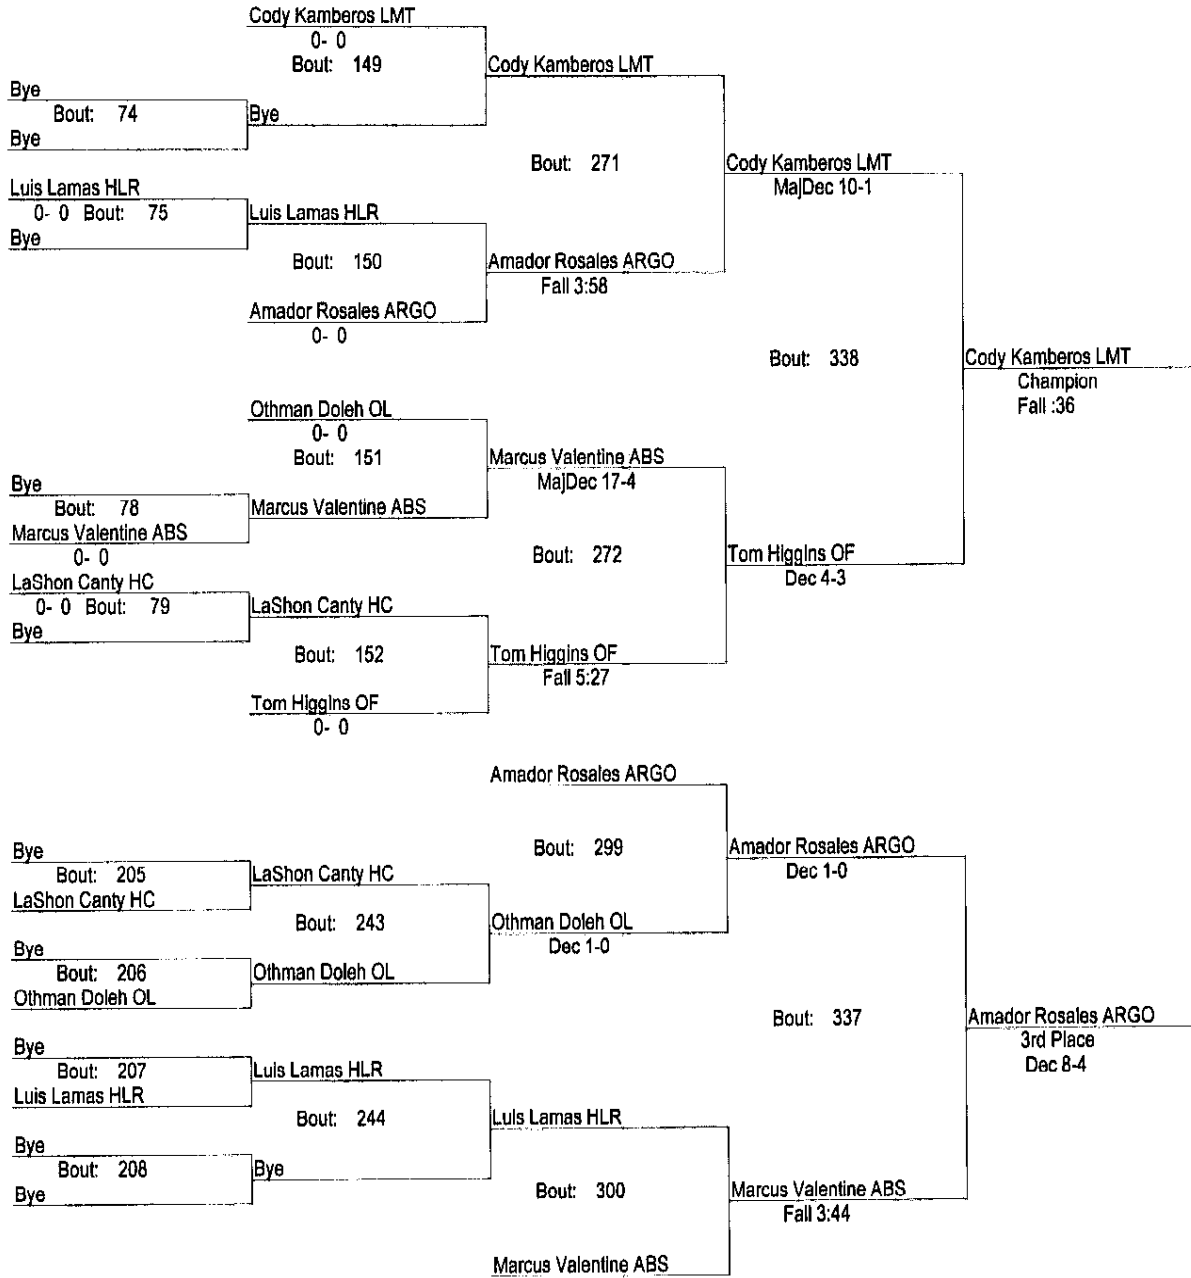 Cody Kamberos LMT
0- 0
Bout: 149
Cody Kamberos LMT
Bye
Bout: 74
Bye
Bye
Bout: 271
Cody Kamberos LMT
MajDec 10-1
Luis Lamas HLR
0- 0 Bout: 75
Luis Lamas HLR
Bye
Bout: 150
Amador Rosales ARGO
Fall 3:58
Amador Rosales ARGO
0- 0
Bout: 338
Cody Kamberos LMT
Champion
Fall :36
Othman Doleh OL
0- 0
Bout: 151
Marcus Valentine ABS
MajDec 17-4
Bye
Bout: 78
Marcus Valentine ABS
Marcus Valentine ABS
0- 0
Bout: 272
Tom Higgins OF
Dec 4-3
LaShon Canty HC
0- 0 Bout: 79
LaShon Canty HC
Bye
Bout: 152
Tom Higgins OF
Fall 5:27
Tom Higgins OF
0- 0
Amador Rosales ARGO
Bout: 299
Amador Rosales ARGO
Dec 1-0
Bye
Bout: 205
LaShon Canty HC
LaShon Canty HC
Bout: 243
Othman Doleh OL
Dec 1-0
Bye
Bout: 206
Othman Doleh OL
Othman Doleh OL
Bout: 337
Amador Rosales ARGO
3rd Place
Dec 8-4
Bye
Bout: 207
Luis Lamas HLR
Luis Lamas HLR
Bout: 244
Luis Lamas HLR
Bye
Bout: 208
Bye
Bye
Bout: 300
Marcus Valentine ABS
Fall 3:44
Marcus Valentine ABS